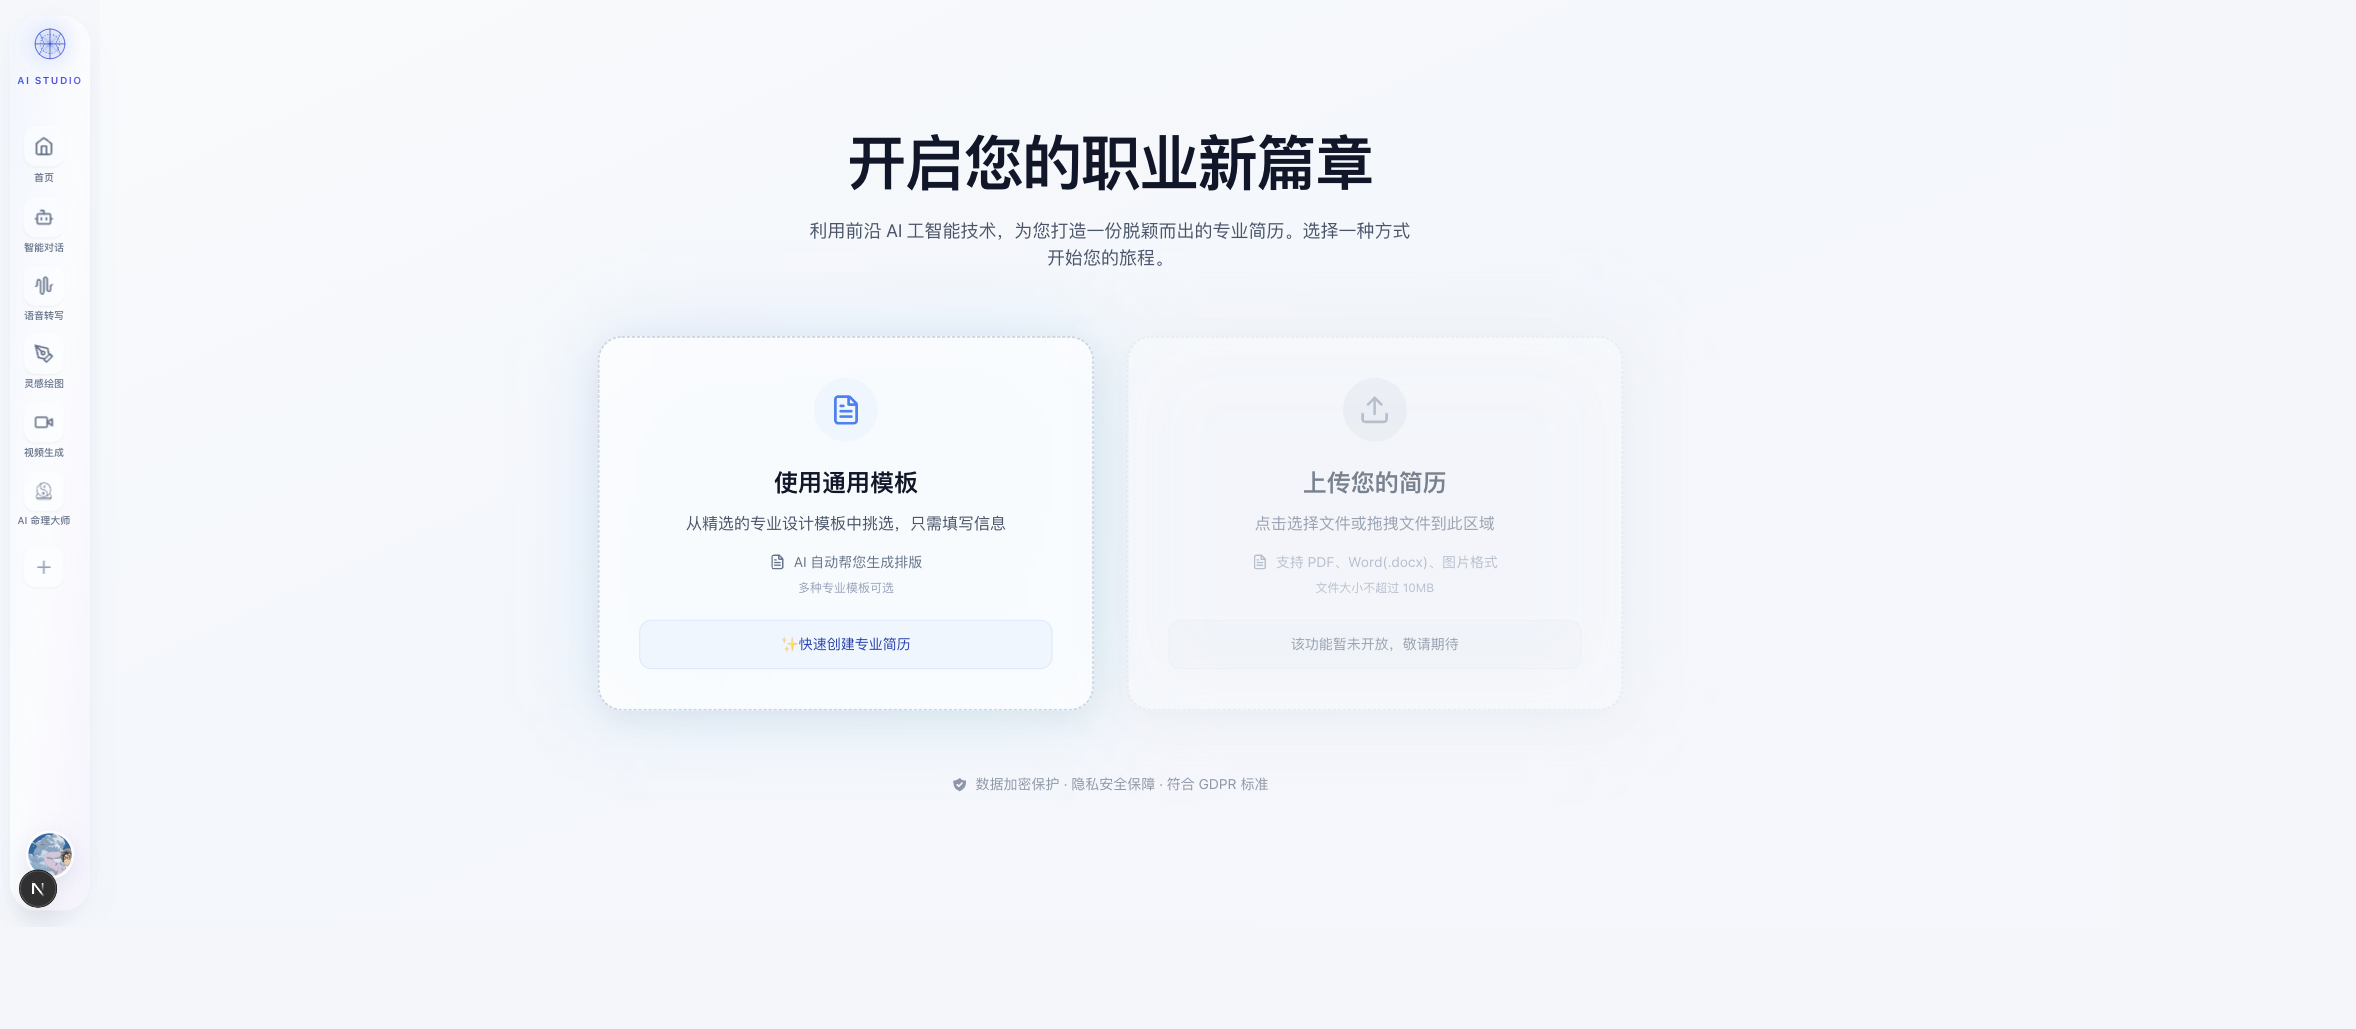 AI STUDIO
首页
智能对话
语音转写
灵感绘图
视频生成
AI 命理大师
N
开启您的职业新篇章
利用前沿 AI 工智能技术，为您打造一份脱颖而出的专业简历。选择一种方式
开始您的旅程。
使用通用模板
从精选的专业设计模板中挑选，只需填写信息
AI 自动帮您生成排版
多种专业模板可选
✨快速创建专业简历
上传您的简历
点击选择文件或拖拽文件到此区域
支持 PDF、Word(.docx)、图片格式
文件大小不超过 10MB
该功能暂未开放，敬请期待
数据加密保护 · 隐私安全保障 · 符合 GDPR 标准